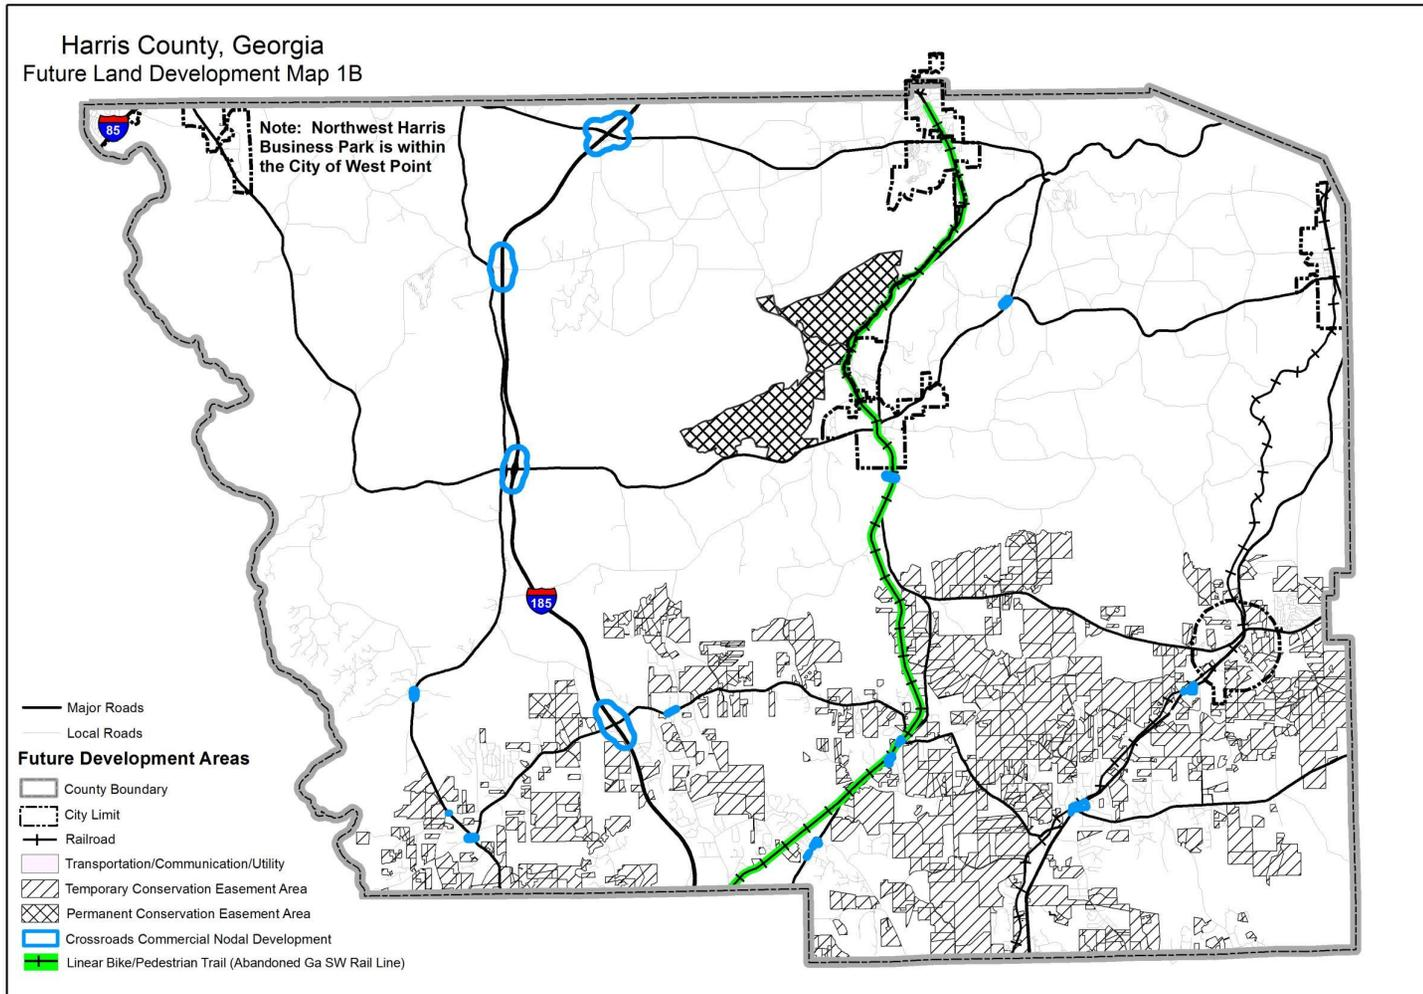 Harris County, Georgia
Future Land Development Map 1B
85
Note: Northwest Harris
Business Park is within
the City of West Point
185
Major Roads
Local Roads
Future Development Areas
County Boundary
City Limit
Railroad
Transportation/Communication/Utility
Temporary Conservation Easement Area
Permanent Conservation Easement Area
Crossroads Commercial Nodal Development
Linear Bike/Pedestrian Trail (Abandoned Ga SW Rail Line)